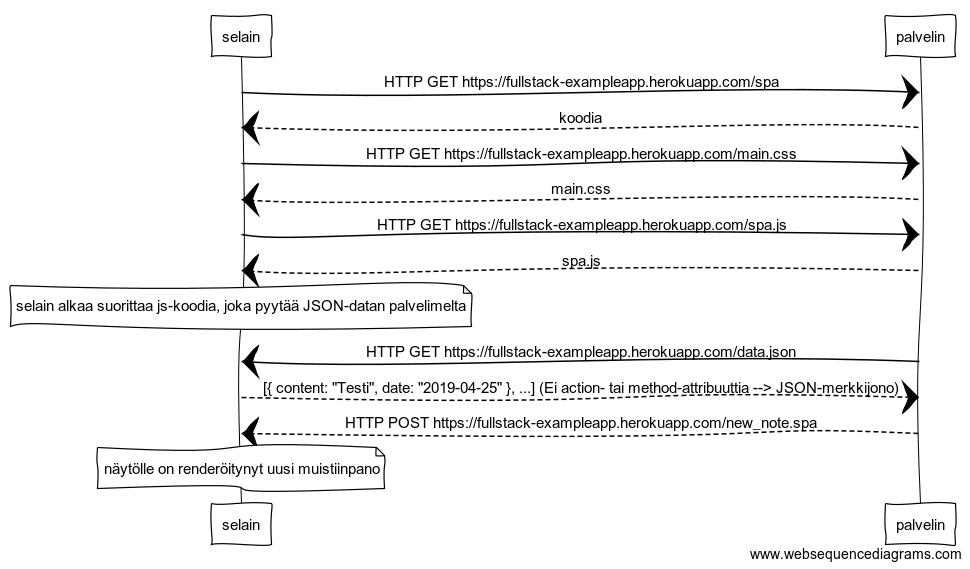 selain
palvelin
HTTP GET https://fullstack-exampleapp.herokuapp.com/spa
koodia
HTTP GET https://fullstack-exampleapp.herokuapp.com/main.css
main.css
HTTP GET https://fullstack-exampleapp.herokuapp.com/spa.js
spa.js
selain alkaa suorittaa js-koodia, joka pyytää JSON-datan palvelimelta
HTTP GET https://fullstack-exampleapp.herokuapp.com/data.json
[{ content: "Testi", date: "2019-04-25" }, ...] (Ei action- tai method-attribuuttia --> JSON-merkkijono)
HTTP POST https://fullstack-exampleapp.herokuapp.com/new_note.spa
näytölle on renderöitynyt uusi muistiinpano
selain
palvelin
www.websequencediagrams.com